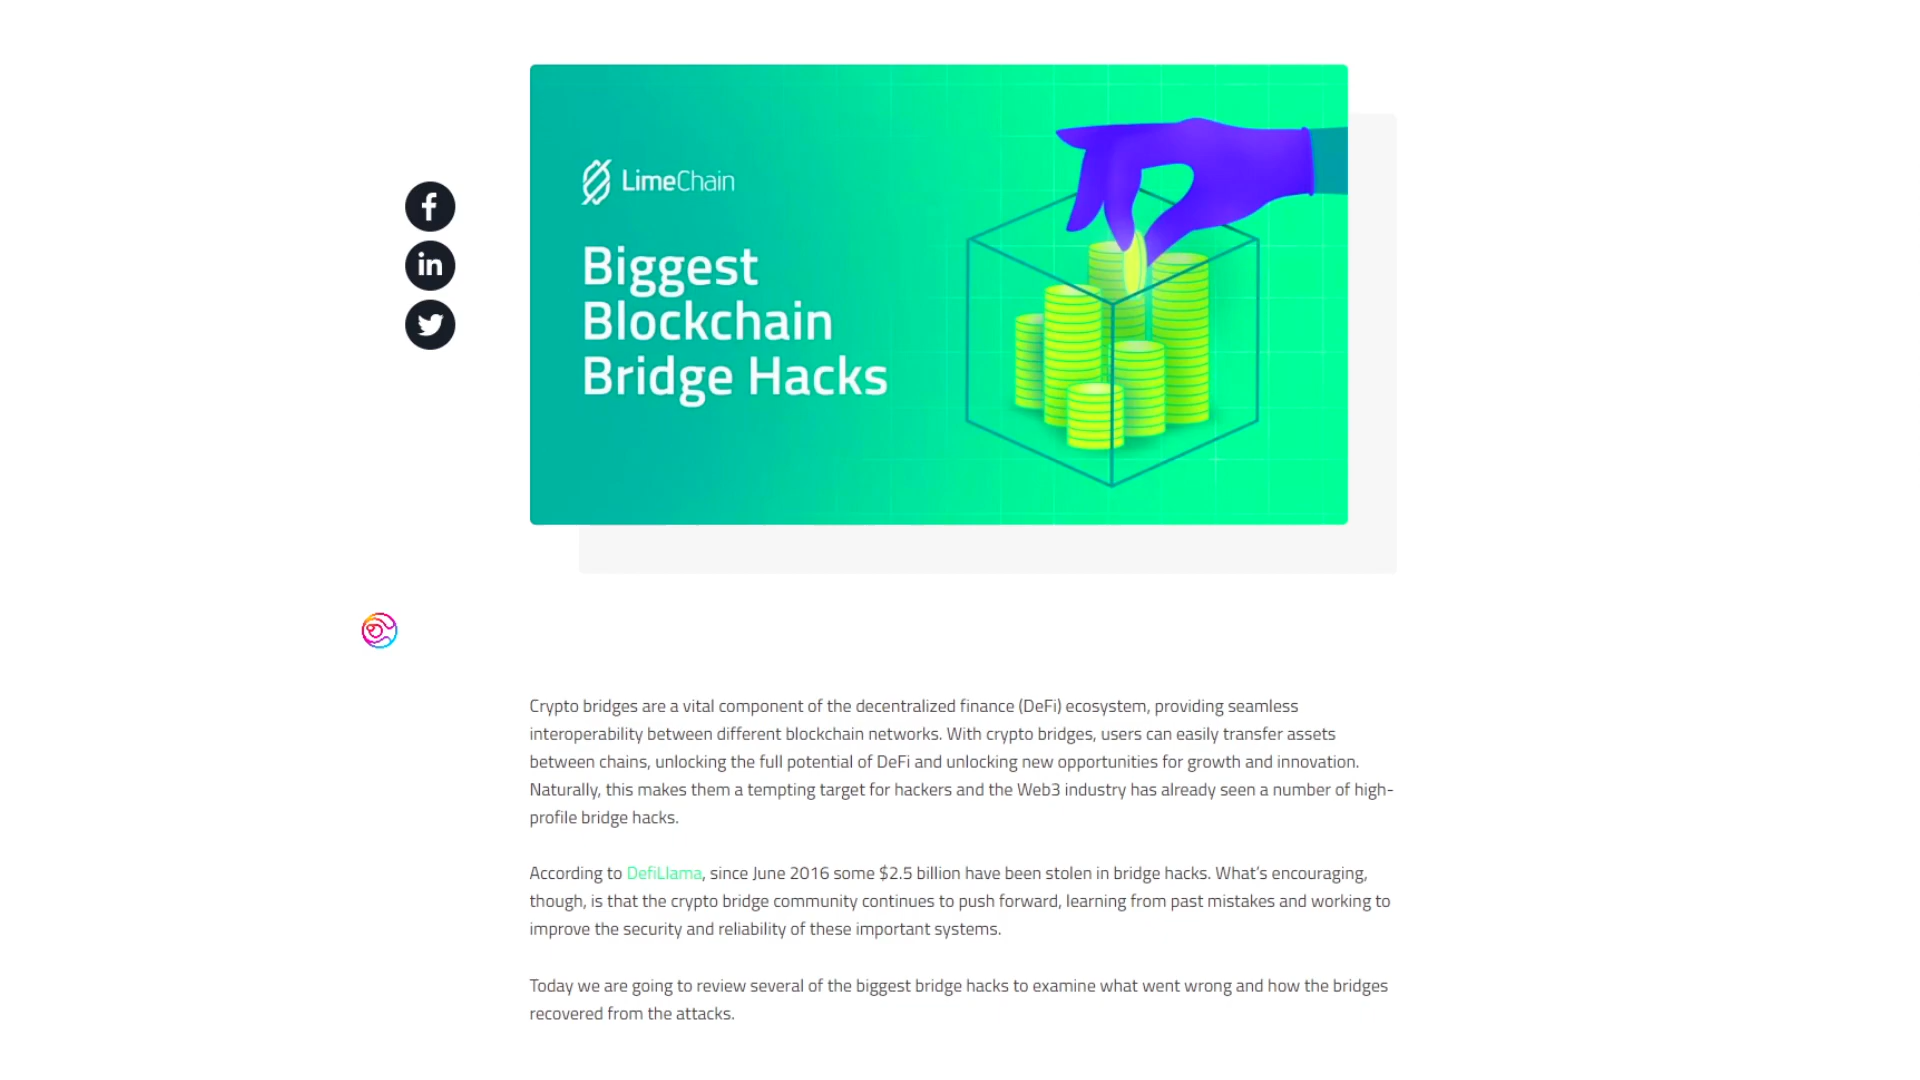 LimeChain
Biggest
Blockchain
Bridge Hacks
Crypto bridges are a vital component of the decentralized finance (DeFi) ecosystem, providing seamless
interoperability between different blockchain networks. With crypto bridges, users can easily transfer assets
between chains, unlocking the full potential of DeFi and unlocking new opportunities for growth and innovation.
Naturally, this makes them a tempting target for hackers and the Web3 industry has already seen a number of high-
profile bridge hacks.
According to DefiLlama, since June 2016 some $2.5 billion have been stolen in bridge hacks. What’s encouraging,
though, is that the crypto bridge community continues to push forward, learning from past mistakes and working to
improve the security and reliability of these important systems.
Today we are going to review several of the biggest bridge hacks to examine what went wrong and how the bridges
recovered from the attacks.